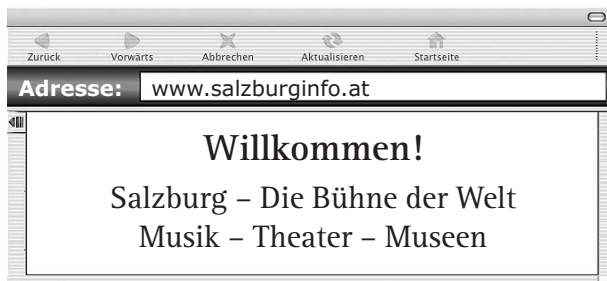 Zurück Vorwärts Abbrechen Aktualisieren Startseite
Adresse: www.salzburginfo.at
Willkommen!
Salzburg – Die Bühne der Welt
Musik – Theater – Museen